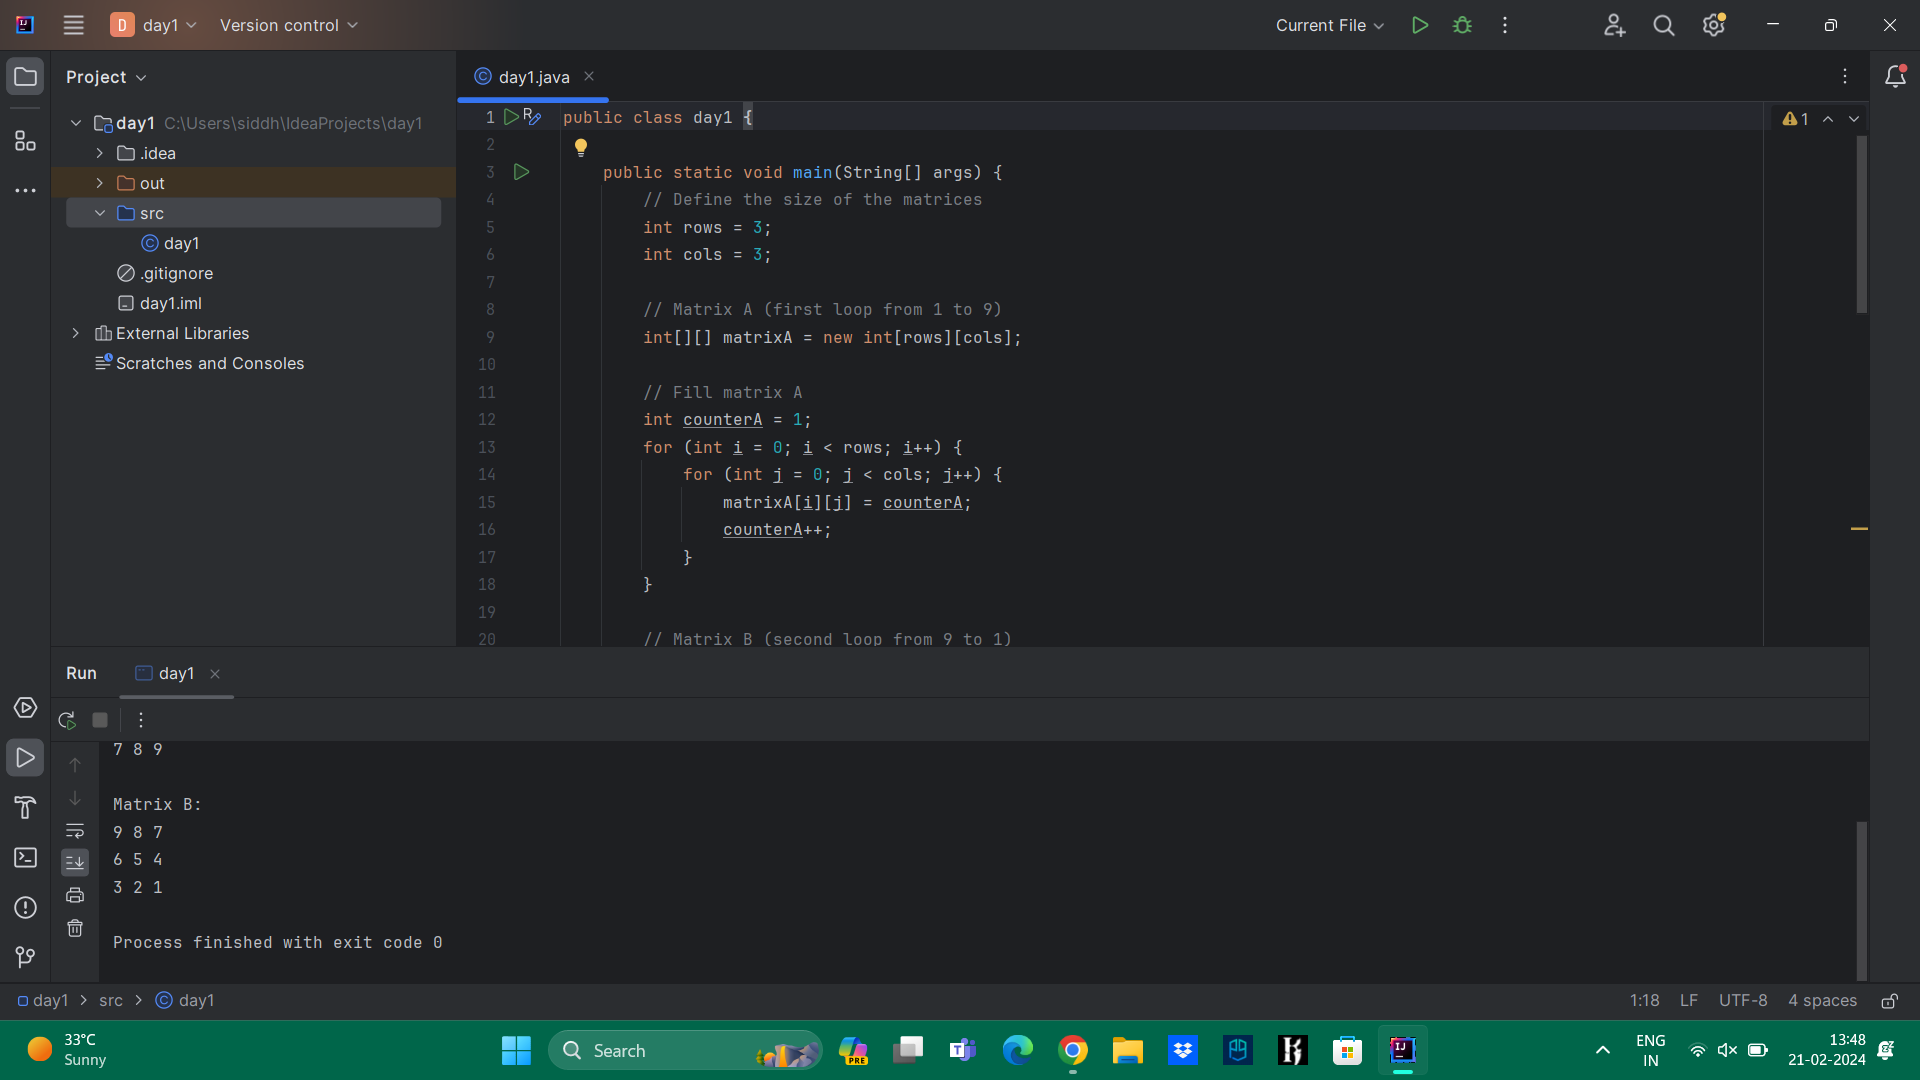 D day1 Version control Current File
Project
day1.java
day1 C:\Users\siddh\IdeaProjects\day1
.idea
out
src
day1
.gitignore
day1.iml
External Libraries
Scratches and Consoles
1 public class day1 {
1
2
3 public static void main(String[] args) {
4 // Define the size of the matrices
5 int rows = 3;
6 int cols = 3;
7
8 // Matrix A (first loop from 1 to 9)
9 int[][] matrixA = new int[rows][cols];
10
11 // Fill matrix A
12 int counterA = 1;
13 for (int i = 0; i < rows; i++) {
14 for (int j = 0; j < cols; j++) {
15 matrixA[i][j] = counterA;
16 counterA++;
17 }
18 }
19
20 // Matrix B (second loop from 9 to 1)
Run day1
7 8 9
Matrix B:
9 8 7
6 5 4
3 2 1
Process finished with exit code 0
day1 > src > day1 1:18 LF UTF-8 4 spaces
33°C
Sunny
Search
PRE
ENG
IN
13:48
21-02-2024